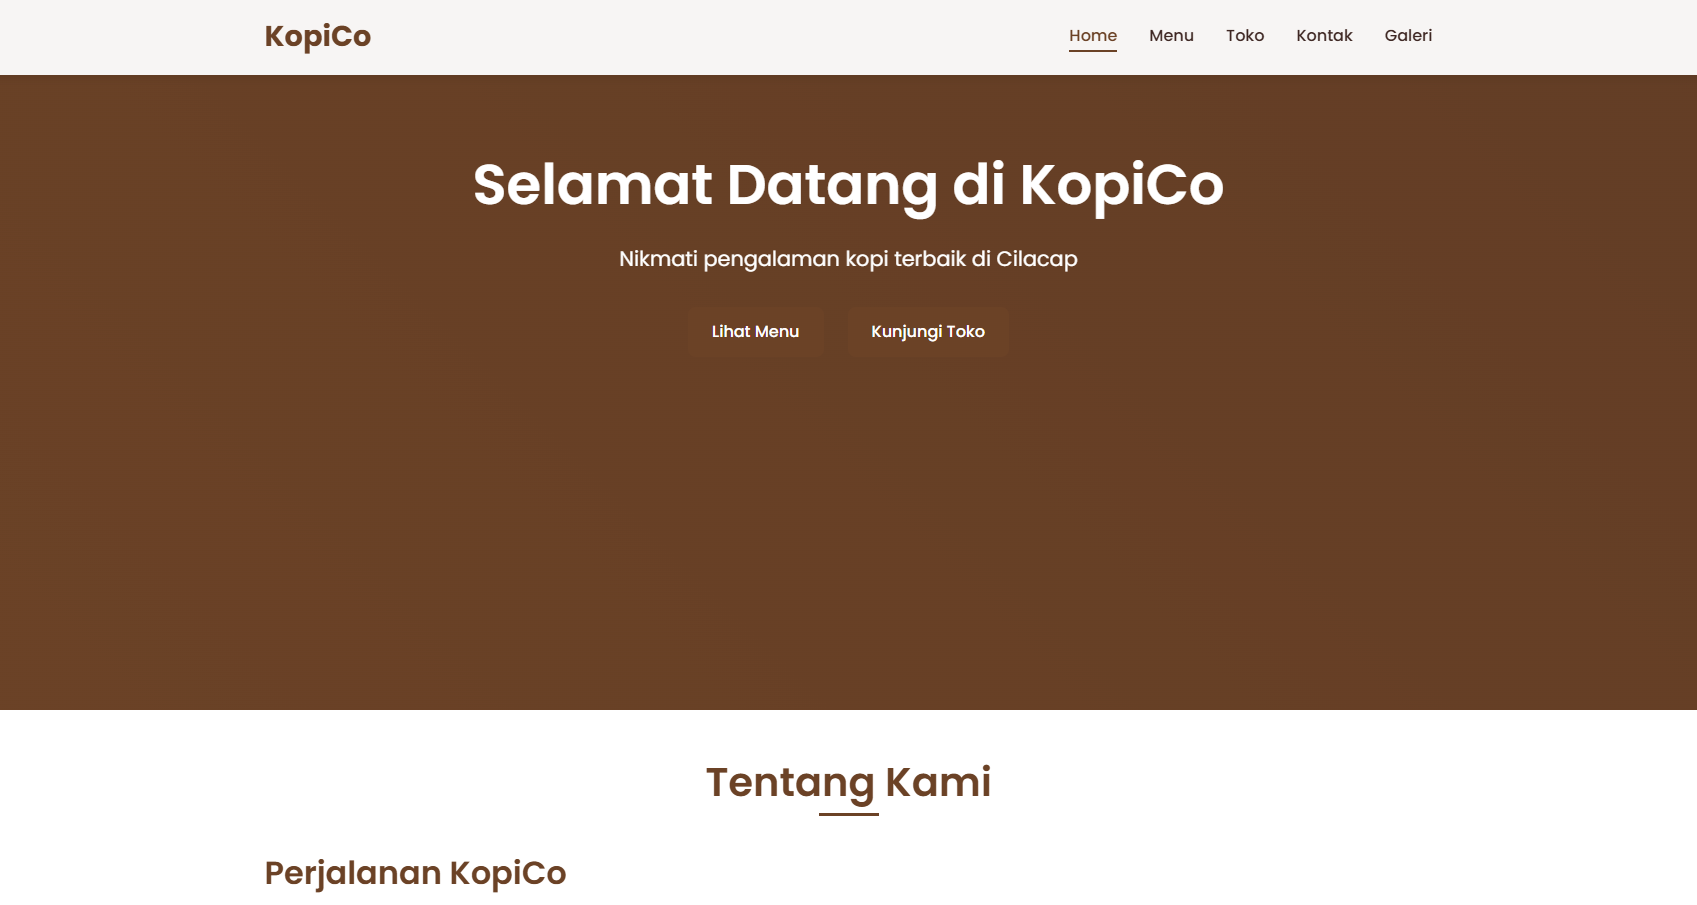 KopiCo
Home Menu Toko Kontak Galeri
Selamat Datang di KopiCo
Nikmati pengalaman kopi terbaik di Cilacap
Lihat Menu Kunjungi Toko
Tentang Kami
Perjalanan KopiCo